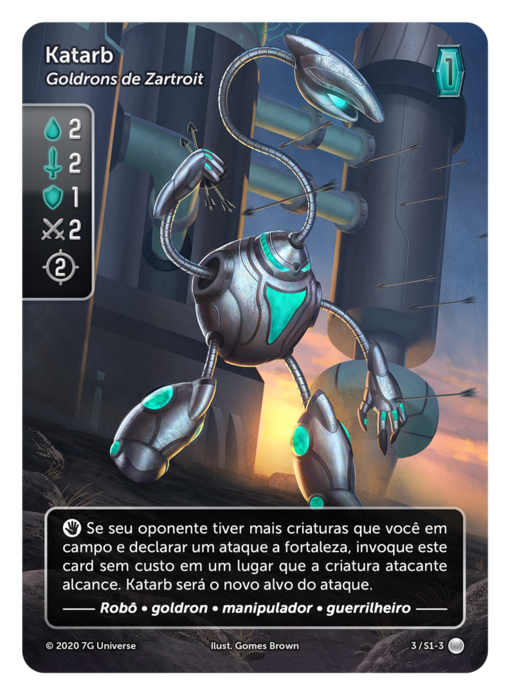 Katarb
Goldrons de Zartroit
1
2
2
1
2
2
Se seu oponente tiver mais criaturas que você em
campo e declarar um ataque a fortaleza, invoque este
card sem custo em um lugar que a criatura atacante
alcance. Katarb será o novo alvo do ataque.
Robô • goldron • manipulador • guerrilheiro
© 2020 7G Universe Ilust. Gomes Brown 3 / S1-3